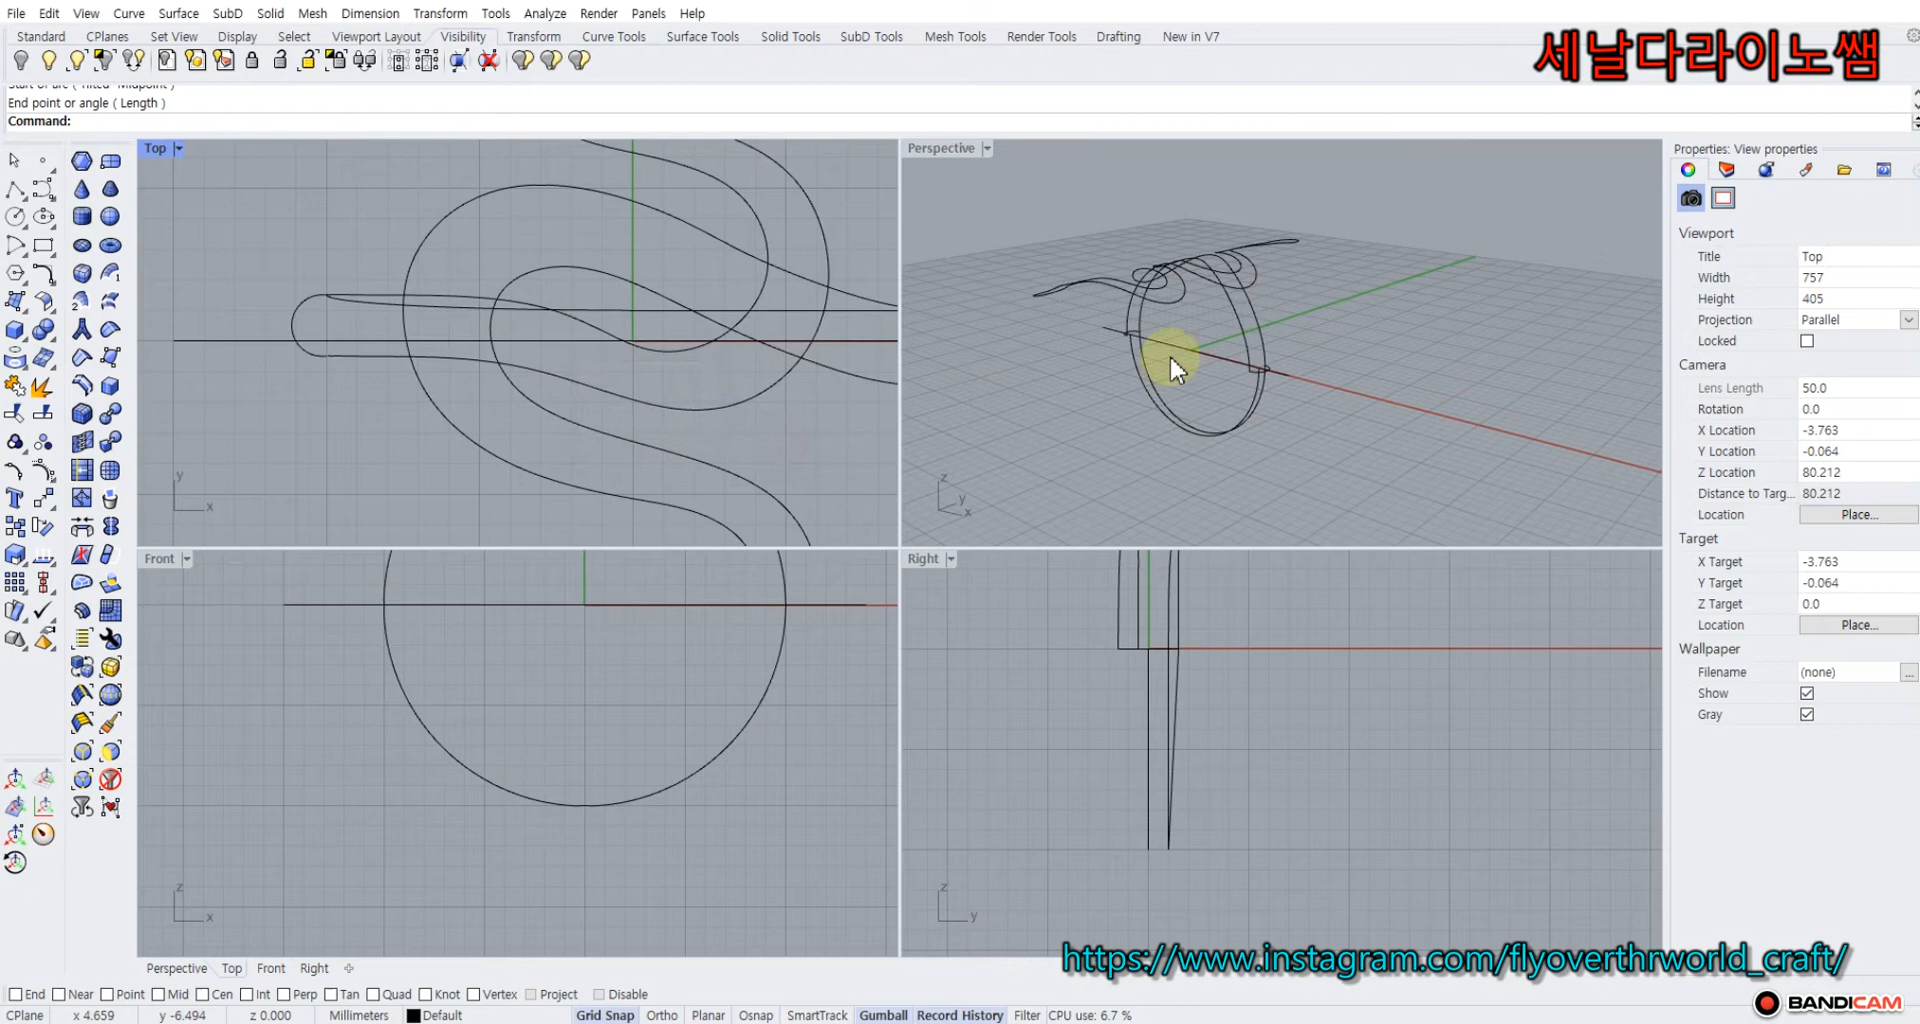 File Edit View Curve Surface SubD Solid Mesh Dimension Transform Tools Analyze Render Panels Help
Standard CPlanes Set View Display Select Viewport Layout Visibility Transform Curve Tools Surface Tools Solid Tools SubD Tools Mesh Tools Render Tools Drafting New in V7
세날다라이노쌤
End point or angle ( Length )
Command:
Top
Perspective
Properties: View properties
Viewport
Title Top
Width 757
Height 405
Projection Parallel
Locked
Camera
Lens Length 50.0
Rotation 0.0
X Location -3.763
Y Location -0.064
Z Location 80.212
Distance to Targ... 80.212
Location Place...
Target
X Target -3.763
Y Target -0.064
Z Target 0.0
Location Place...
Wallpaper
Filename (none) ...
Show
Gray
y
x
z
y
x
Front
Right
z
x
z
y
https://www.instagram.com/flyoverthrworld_craft/
Perspective Top Front Right
End Near Point Mid Cen Int Perp Tan Quad Knot Vertex Project Disable
CPlane x 4.659 y -6.494 z 0.000 Millimeters Default Grid Snap Ortho Planar Osnap SmartTrack Gumball Record History Filter CPU use: 6.7 %
BANDICAM